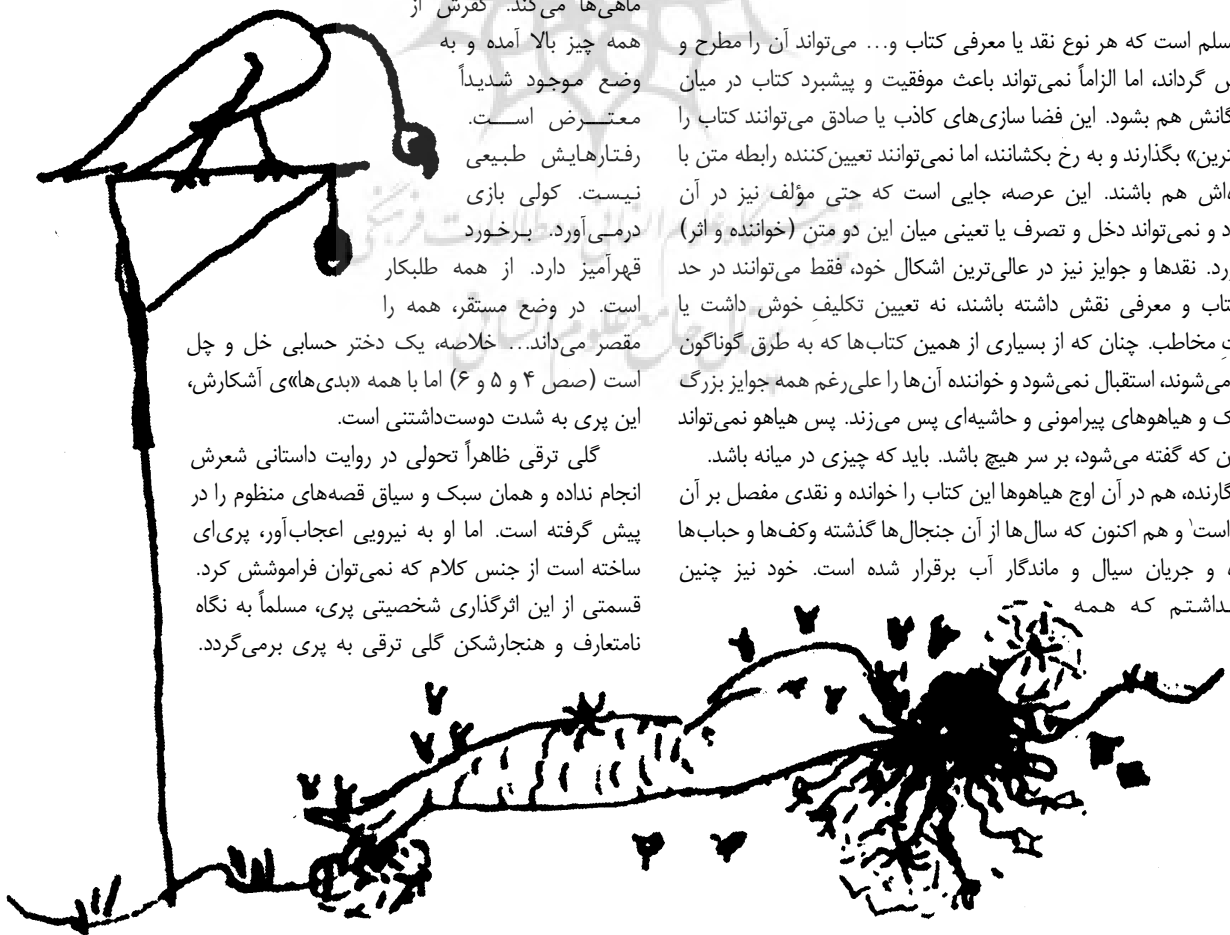 سلم است که هر نوع نقد یا معرفی کتاب و... می‌تواند آن را مطرح و
گرداند، اما الزاماً نمی‌تواند باعث موفقیت و پیشبرد کتاب در میان
گانش هم بشود. این فضا سازی‌های کاذب یا صادق می‌توانند کتاب را
ترین» بگذارند و به رخ بکشانند، اما نمی‌توانند تعیین‌کننده رابطه متن با
اش هم باشند. این عرصه، جایی است که حتی مؤلف نیز در آن
د و نمی‌تواند دخل و تصرف یا تعینی میان این دو متن (خواننده و اثر)
رد. نقدها و جوایز نیز در عالی‌ترین اشکال خود، فقط می‌توانند در حد
تاب و معرفی نقش داشته باشند، نه تعیین تکلیفِ خوش داشت یا
تِ مخاطب. چنان که از بسیاری از همین کتاب‌ها که به طرق گوناگون
می‌شوند، استقبال نمی‌شود و خواننده آن‌ها را علی‌رغم همه جوایز بزرگ
ک و هیاهوهای پیرامونی و حاشیه‌ای پس می‌زند. پس هیاهو نمی‌تواند
ن که گفته می‌شود، بر سر هیچ باشد. باید که چیزی در میانه باشد.
گارنده، هم در آن اوج هیاهوها این کتاب را خوانده و نقدی مفصل بر آن
است۱ و هم اکنون که سال‌ها از آن جنجال‌ها گذشته وکف‌ها و حباب‌ها
و جریان سیال و ماندگار آب برقرار شده است. خود نیز چنین
داشتم که همه
ماهی‌ها می‌کند. کفرش از
همه چیز بالا آمده و به
وضع موجود شدیداً
معترض است.
رفتارهایش طبیعی
نیست. کولی بازی
درمی‌آورد. برخورد
قهرآمیز دارد. از همه طلبکار
است. در وضع مستقر، همه را
مقصر می‌داند... خلاصه، یک دختر حسابی خل و چل
است (صص ۴ و ۵ و ۶) اما با همه «بدی‌ها»ی آشکارش،
این پری به شدت دوست‌داشتنی است.
گلی ترقی ظاهراً تحولی در روایت داستانی شعرش
انجام نداده و همان سبک و سیاق قصه‌های منظوم را در
پیش گرفته است. اما او به نیرویی اعجاب‌آور، پری‌ای
ساخته است از جنس کلام که نمی‌توان فراموشش کرد.
قسمتی از این اثرگذاری شخصیتی پری، مسلماً به نگاه
نامتعارف و هنجارشکن گلی ترقی به پری برمی‌گردد.
پژوهشگاه علوم انسانی و مطالعات فرهنگی
پرتال جامع علوم انسانی